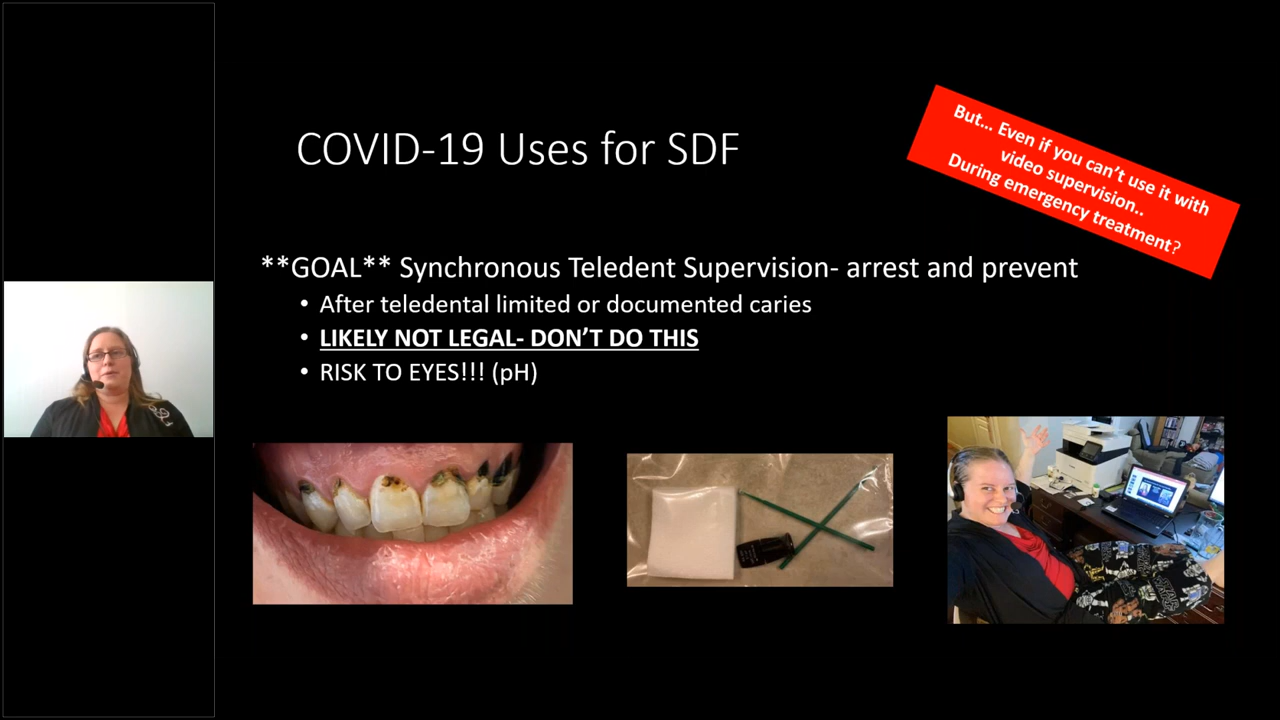 COVID-19 Uses for SDF
But... Even if you can't use it with
video supervision..
During emergency treatment?
**GOAL** Synchronous Teledent Supervision- arrest and prevent
• After teledental limited or documented caries
• LIKELY NOT LEGAL- DON'T DO THIS
• RISK TO EYES!!! (pH)